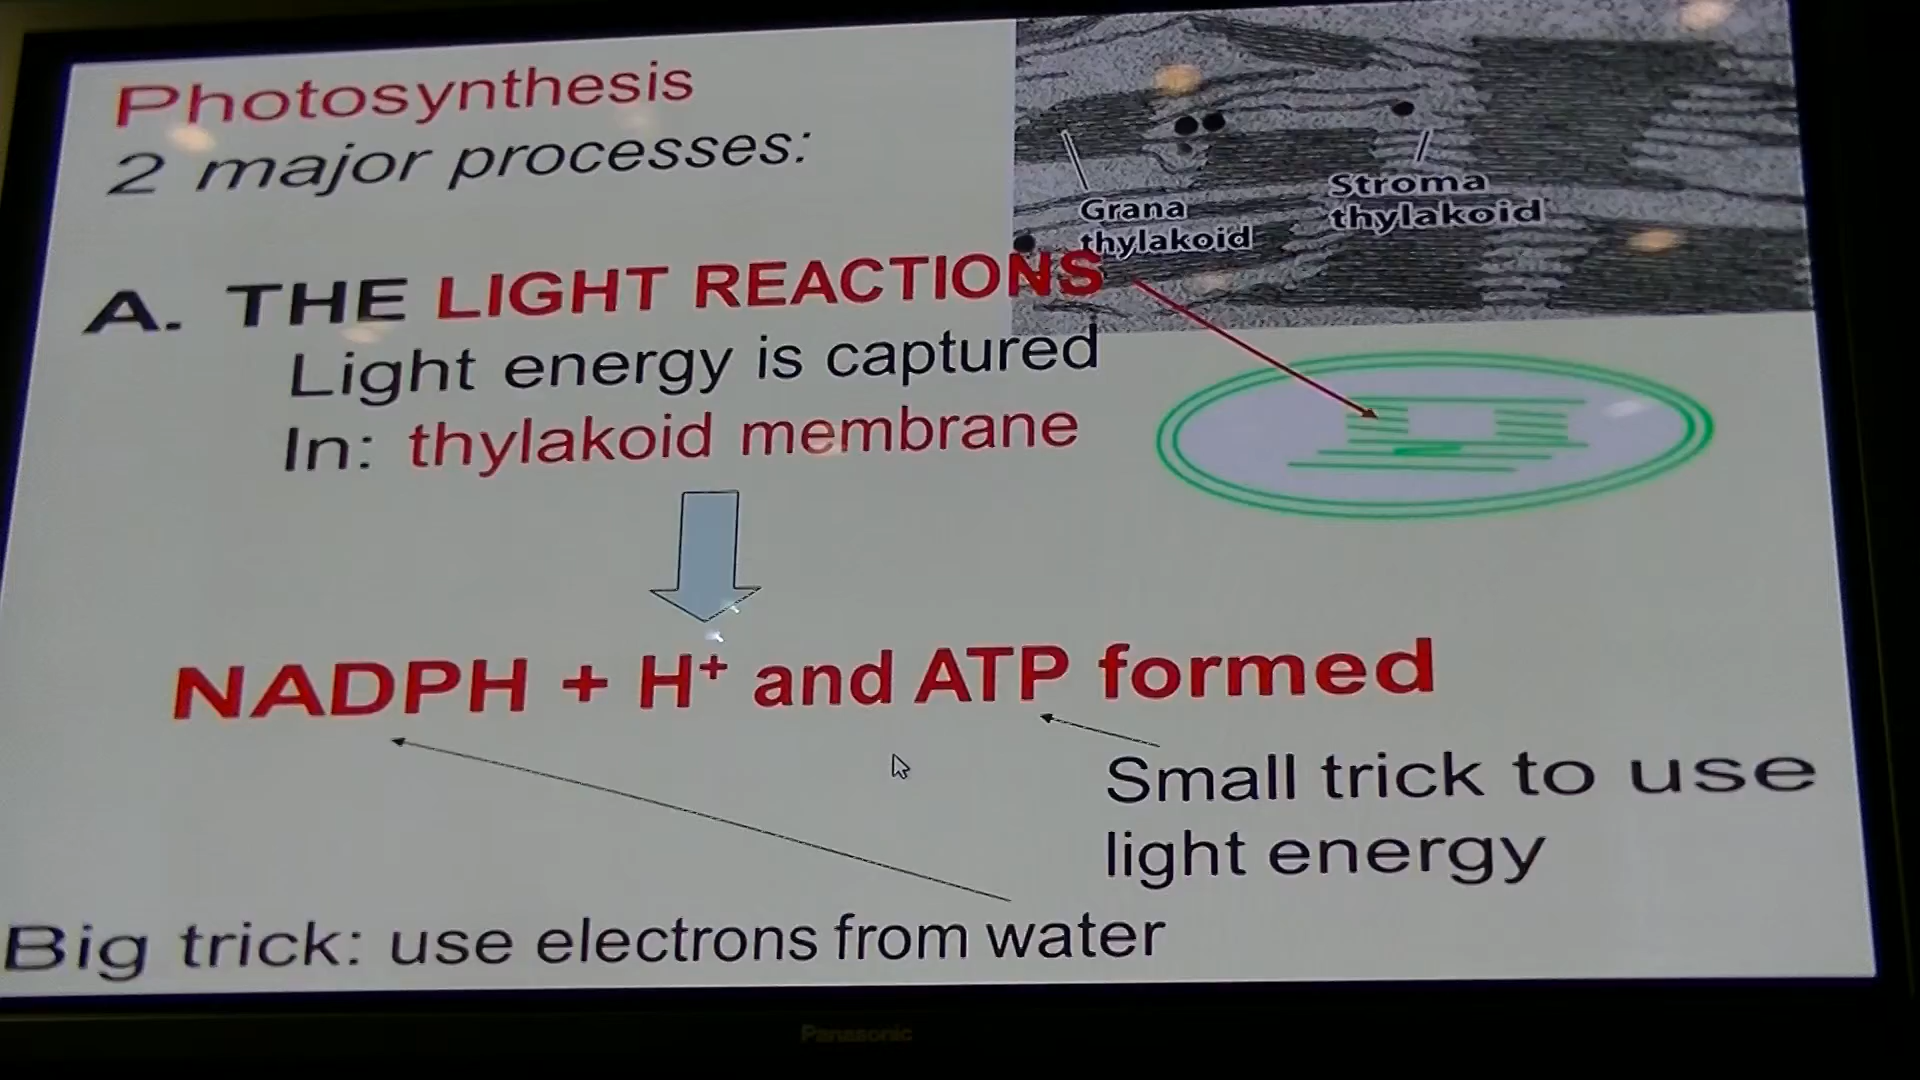 Photosynthesis
2 major processes:
Grana
thylakoid
Stroma
thylakoid
A. THE LIGHT REACTIONS
Light energy is captured
In: thylakoid membrane
NADPH + H⁺ and ATP formed
Small trick to use
light energy
Big trick: use electrons from water
Panasonic